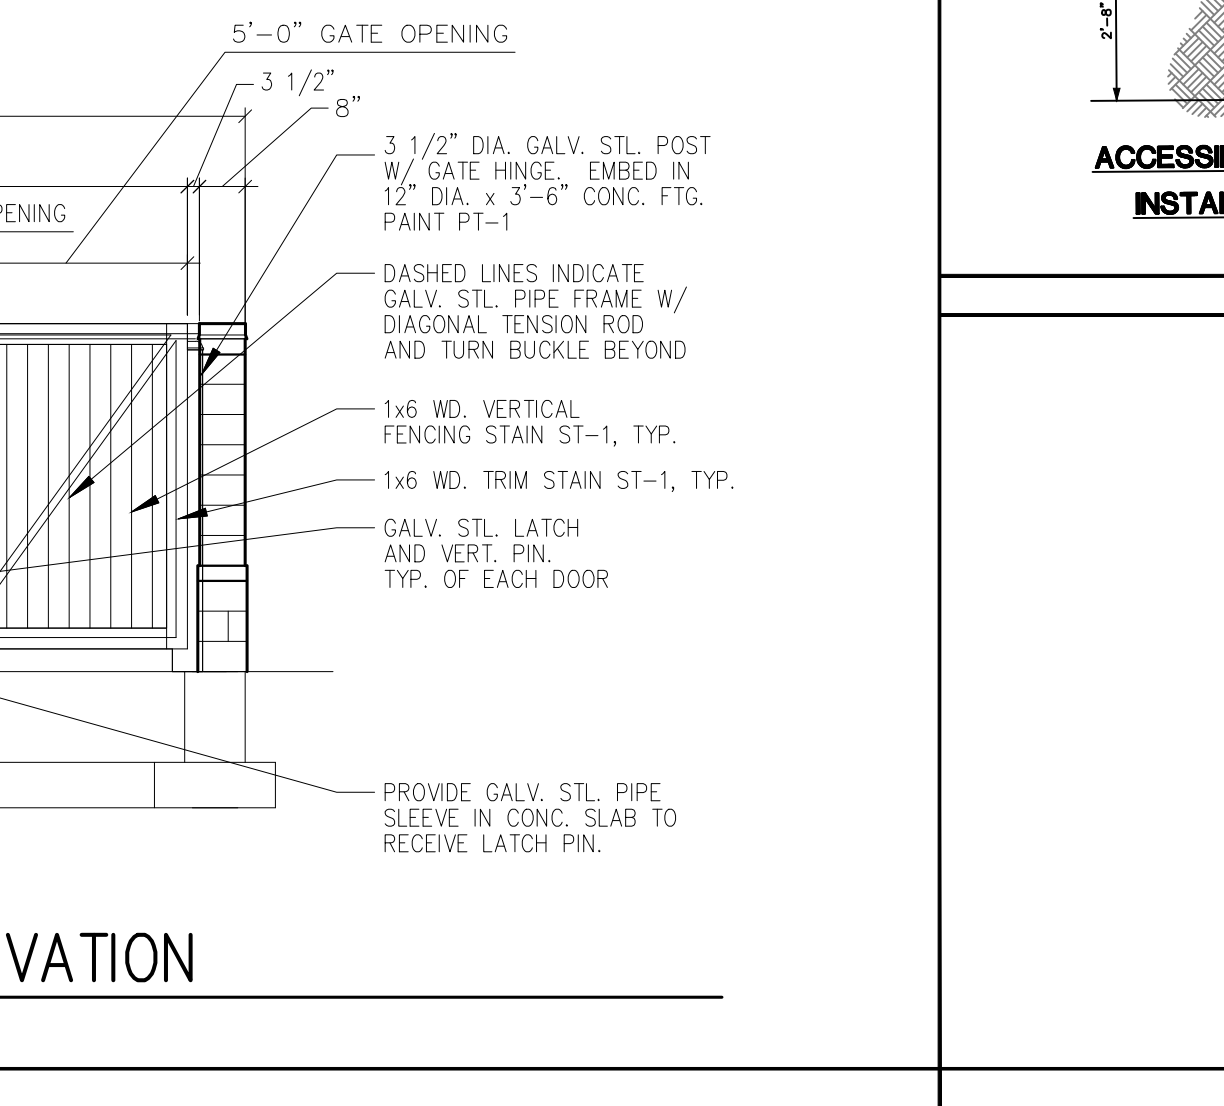 5'-0" GATE OPENING
3 1/2"
8"
3 1/2" DIA. GALV. STL. POST
W/ GATE HINGE. EMBED IN
12" DIA. x 3'-6" CONC. FTG.
PAINT PT-1
DASHED LINES INDICATE
GALV. STL. PIPE FRAME W/
DIAGONAL TENSION ROD
AND TURN BUCKLE BEYOND
1x6 WD. VERTICAL
FENCING STAIN ST-1, TYP.
1x6 WD. TRIM STAIN ST-1, TYP.
GALV. STL. LATCH
AND VERT. PIN.
TYP. OF EACH DOOR
PROVIDE GALV. STL. PIPE
SLEEVE IN CONC. SLAB TO
RECEIVE LATCH PIN.
PENING
VATION
2'-8"
ACCESSI
INSTA